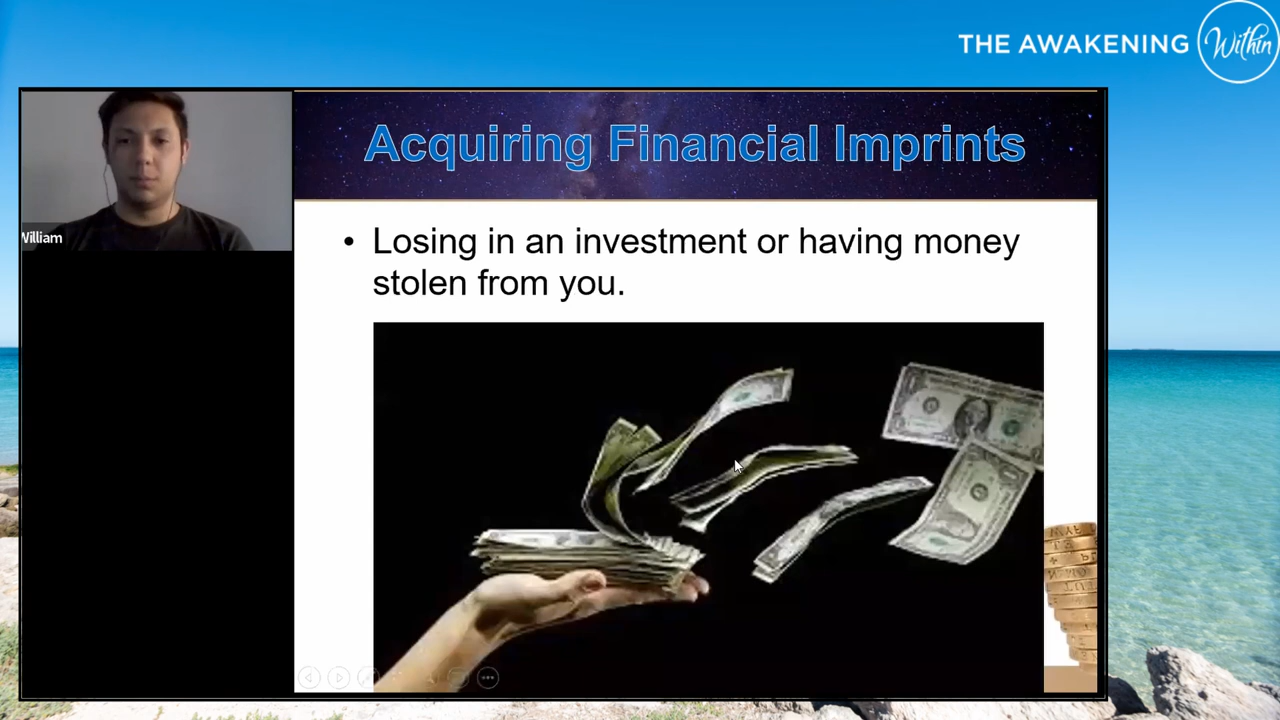 THE AWAKENING Within
Acquiring Financial Imprints
William
• Losing in an investment or having money
stolen from you.